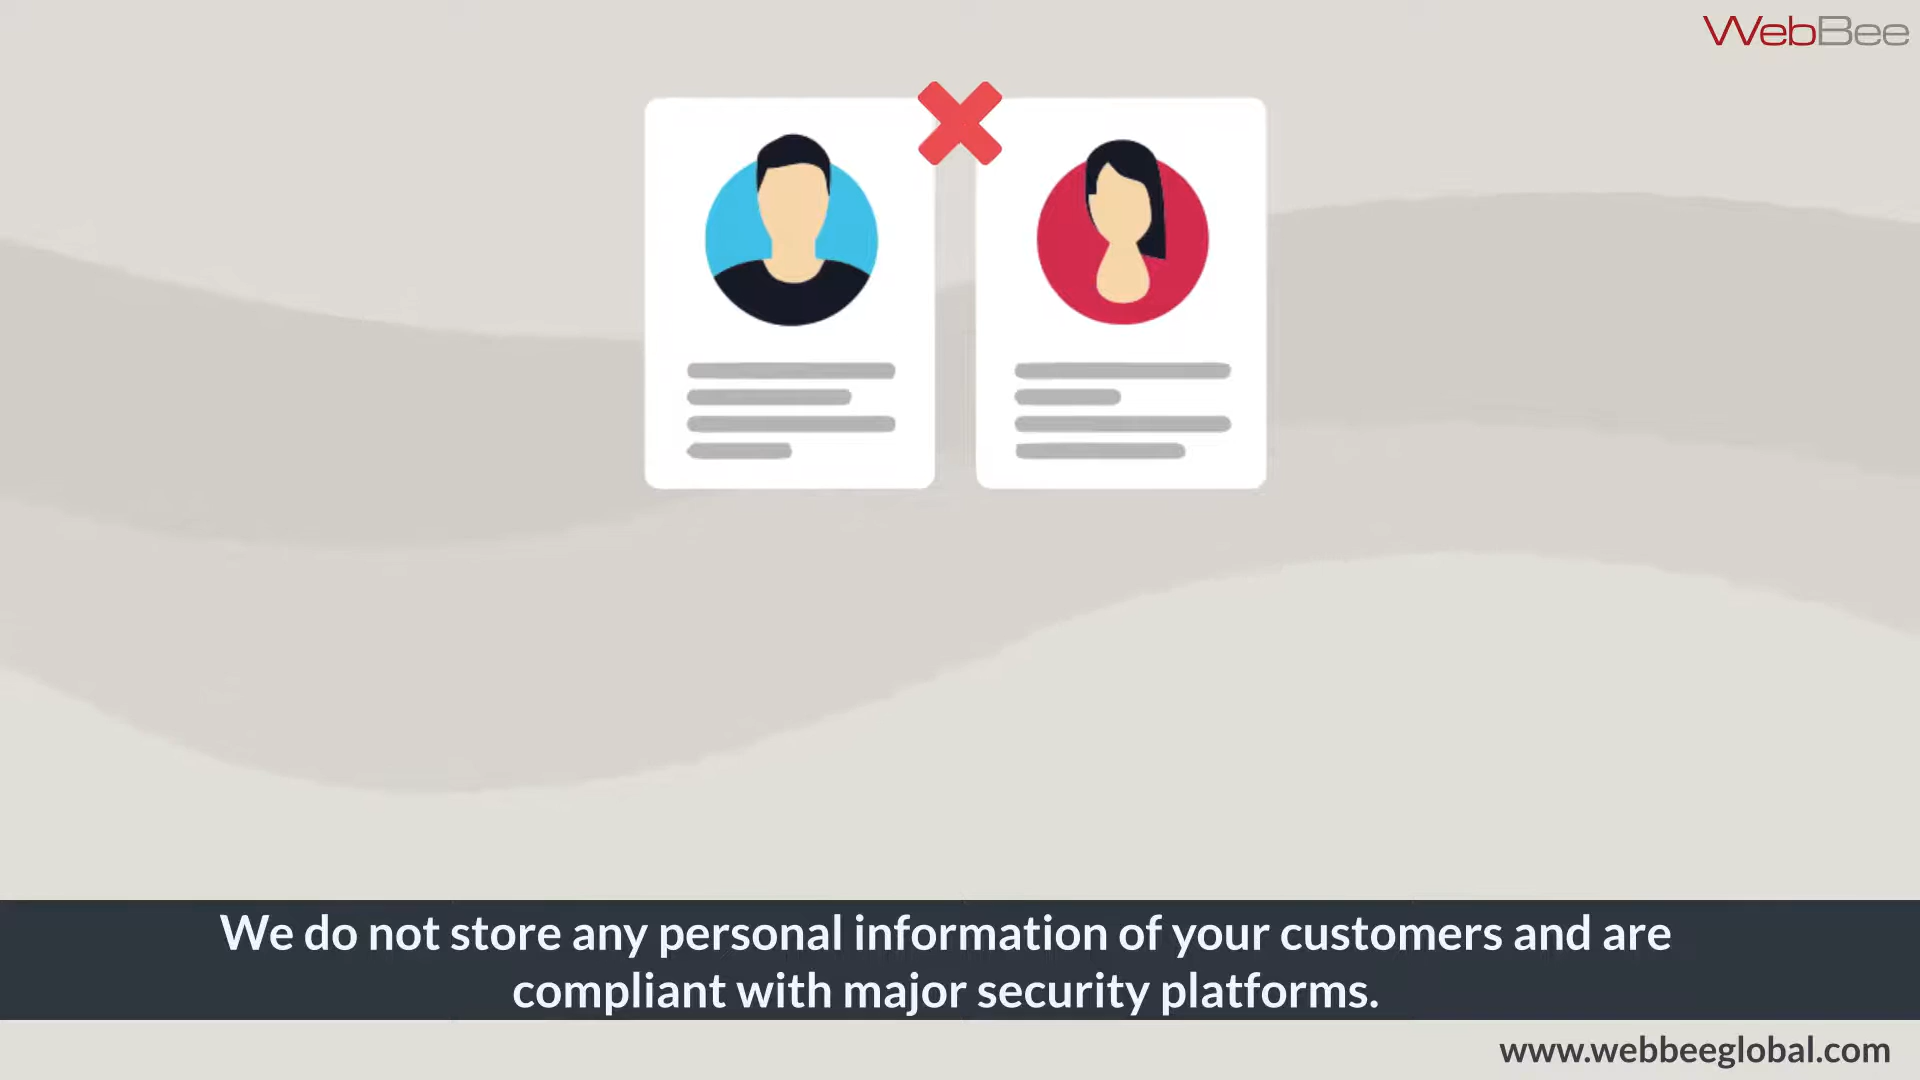 WebBee
We do not store any personal information of your customers and are
compliant with major security platforms.
www.webbeeglobal.com